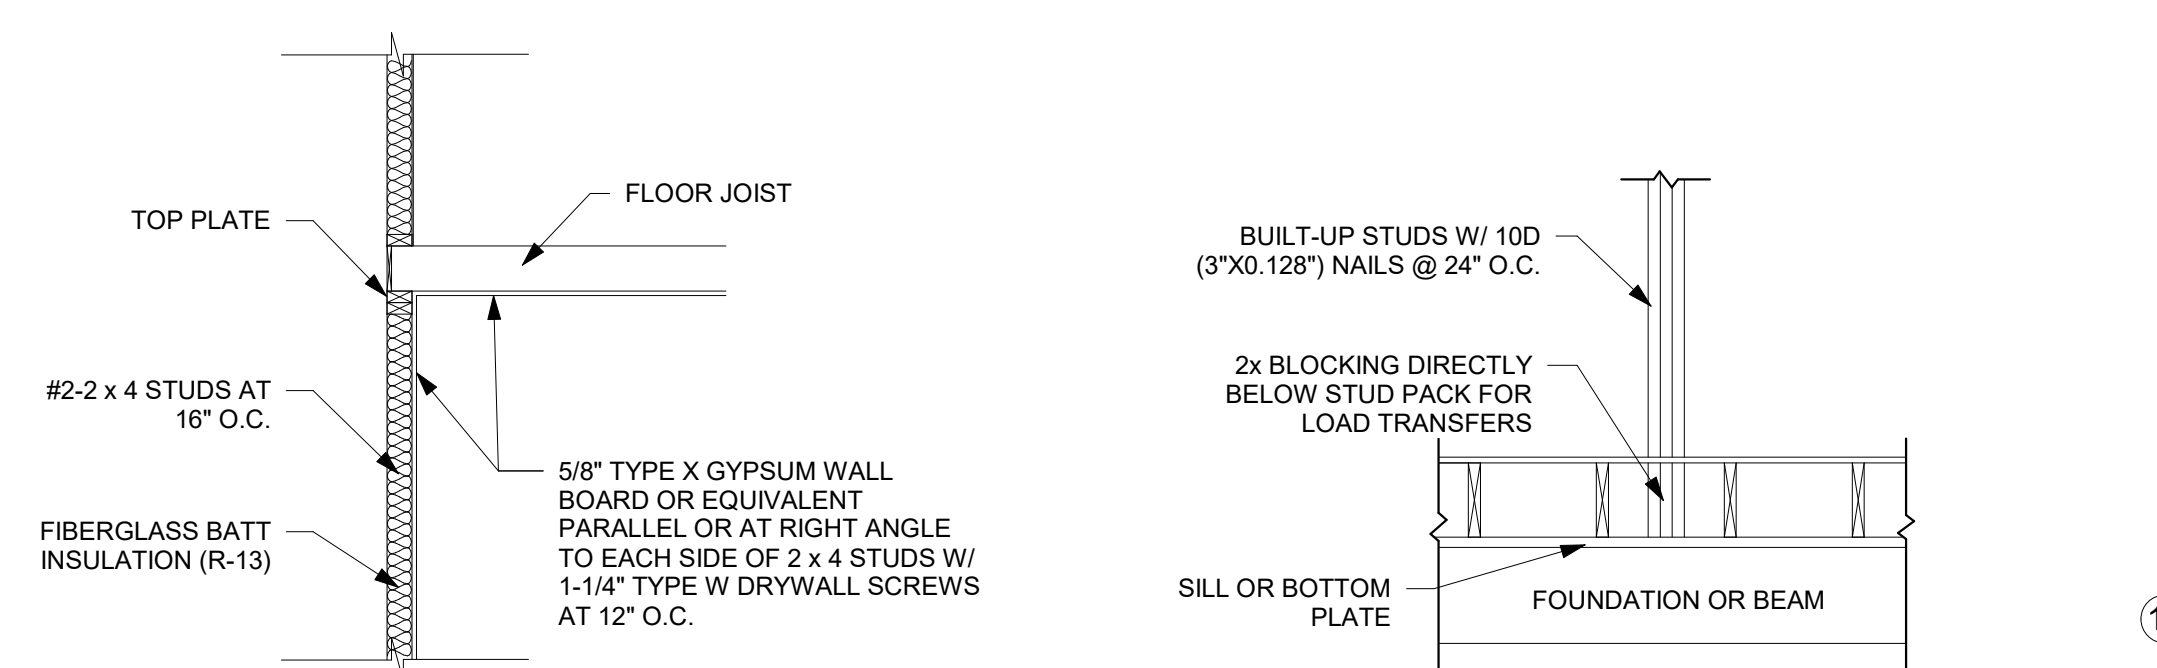 TOP PLATE
FLOOR JOIST
#2-2 x 4 STUDS AT
16" O.C.
FIBERGLASS BATT
INSULATION (R-13)
5/8" TYPE X GYPSUM WALL
BOARD OR EQUIVALENT
PARALLEL OR AT RIGHT ANGLE
TO EACH SIDE OF 2 x 4 STUDS W/
1-1/4" TYPE W DRYWALL SCREWS
AT 12" O.C.
BUILT-UP STUDS W/ 10D
(3"X0.128") NAILS @ 24" O.C.
2x BLOCKING DIRECTLY
BELOW STUD PACK FOR
LOAD TRANSFERS
SILL OR BOTTOM
PLATE
FOUNDATION OR BEAM